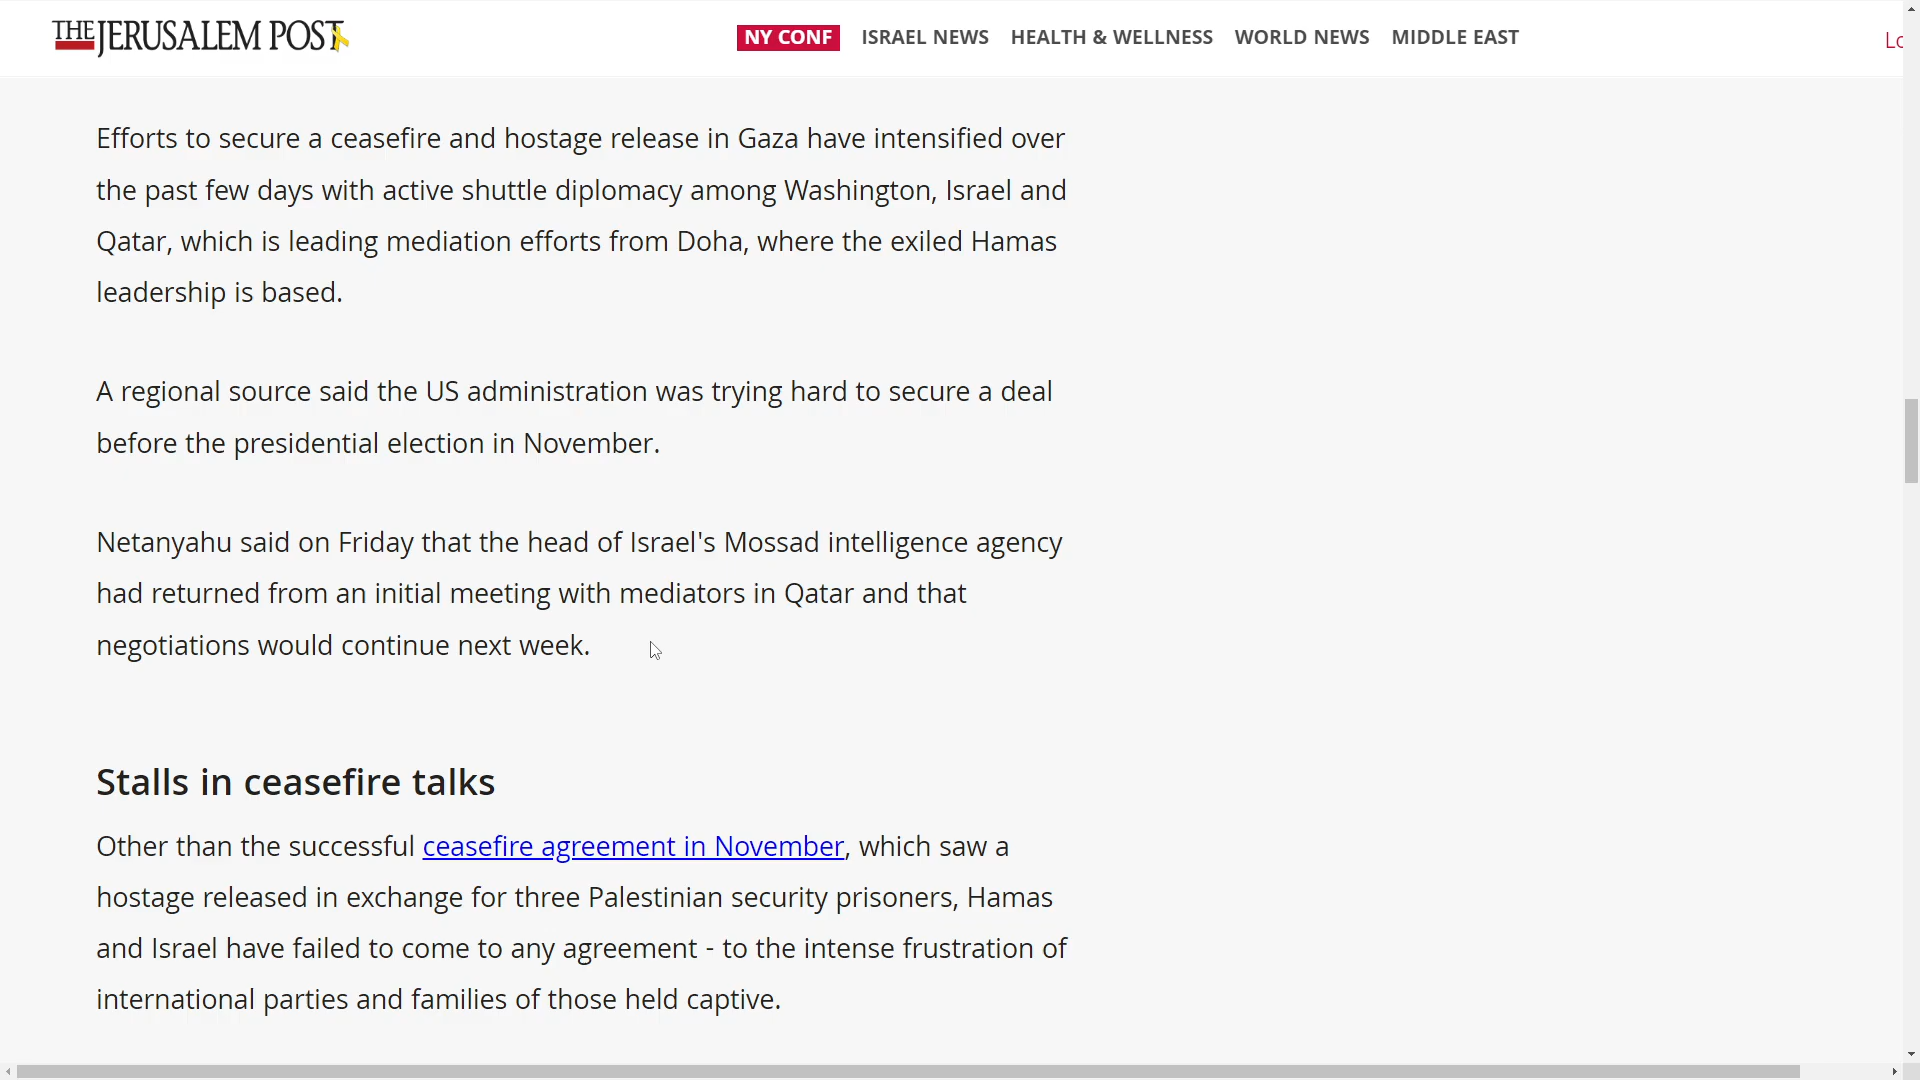 THE JERUSALEM POST
NY CONF ISRAEL NEWS HEALTH & WELLNESS WORLD NEWS MIDDLE EAST
Efforts to secure a ceasefire and hostage release in Gaza have intensified over
the past few days with active shuttle diplomacy among Washington, Israel and
Qatar, which is leading mediation efforts from Doha, where the exiled Hamas
leadership is based.
A regional source said the US administration was trying hard to secure a deal
before the presidential election in November.
Netanyahu said on Friday that the head of Israel's Mossad intelligence agency
had returned from an initial meeting with mediators in Qatar and that
negotiations would continue next week.
Stalls in ceasefire talks
Other than the successful ceasefire agreement in November, which saw a
hostage released in exchange for three Palestinian security prisoners, Hamas
and Israel have failed to come to any agreement - to the intense frustration of
international parties and families of those held captive.